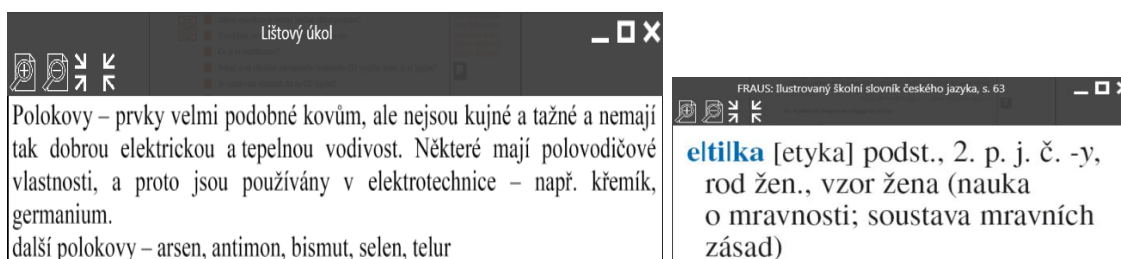 Lištový úkol
Polokovy – prvky velmi podobné kovům, ale nejsou kujné a tažné a nemají
tak dobrou elektrickou a tepelnou vodivost. Některé mají polovodičové
vlastnosti, a proto jsou používány v elektrotechnice – např. křemík,
germanium.
další polokovy – arsen, antimon, bismut, selen, telur
FRAUS: Ilustrovaný školní slovník českého jazyka, s. 63
e|ti|ka [etyka] podst., 2. p. j. č. -y,
rod žen., vzor žena (nauka
o mravnosti; soustava mravních
zásad)